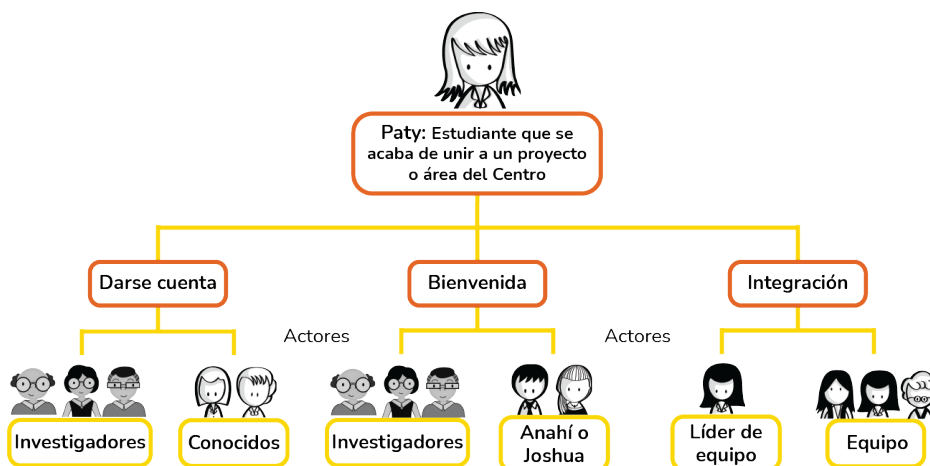 Paty: Estudiante que se
acaba de unir a un proyecto
o área del Centro
Darse cuenta
Bienvenida
Integración
Actores
Actores
Investigadores
Conocidos
Investigadores
Anahí o
Joshua
Líder de
equipo
Equipo